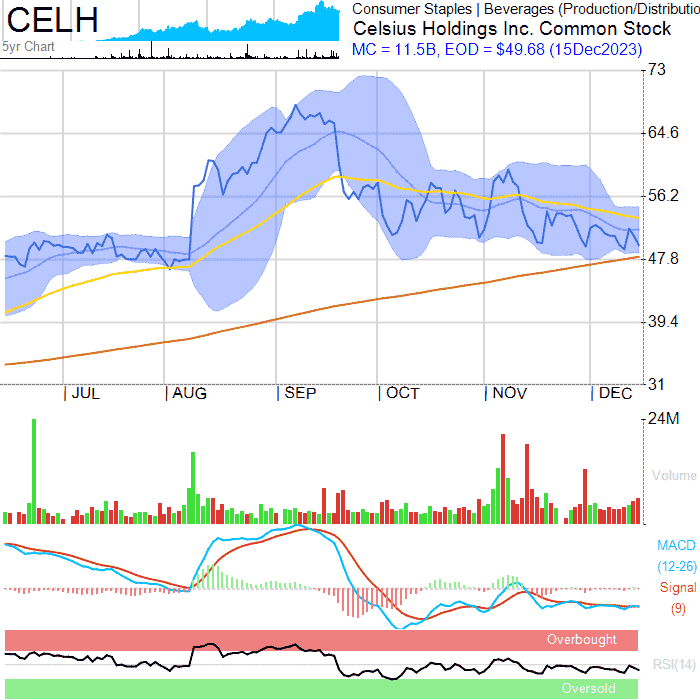 CELH
5yr Chart
Consumer Staples | Beverages (Production/Distributio
Celsius Holdings Inc. Common Stock
MC = 11.5B, EOD = $49.68 (15Dec2023)
73
64.6
56.2
47.8
39.4
31
JUL AUG SEP OCT NOV DEC
24M
Volume
MACD
(12-26)
Signal
(9)
Overbought
RSI(14)
Oversold